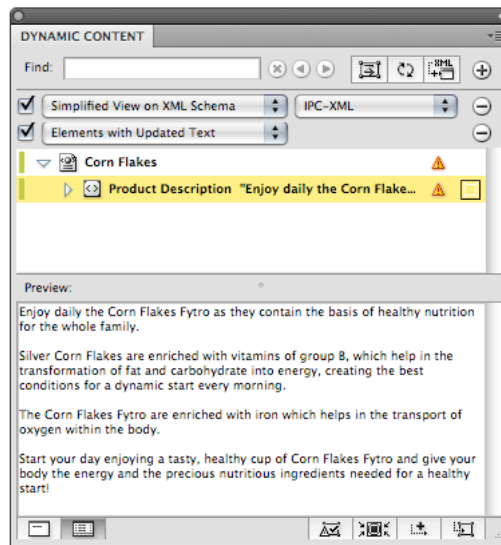 DYNAMIC CONTENT
Find:
XML
Simplified View on XML Schema
IPC-XML
Elements with Updated Text
Corn Flakes
Product Description "Enjoy daily the Corn Flake...
Preview:
Enjoy daily the Corn Flakes Fytro as they contain the basis of healthy nutrition
for the whole family.
Silver Corn Flakes are enriched with vitamins of group B, which help in the
transformation of fat and carbohydrate into energy, creating the best
conditions for a dynamic start every morning.
The Corn Flakes Fytro are enriched with iron which helps in the transport of
oxygen within the body.
Start your day enjoying a tasty, healthy cup of Corn Flakes Fytro and give your
body the energy and the precious nutritious ingredients needed for a healthy
start!